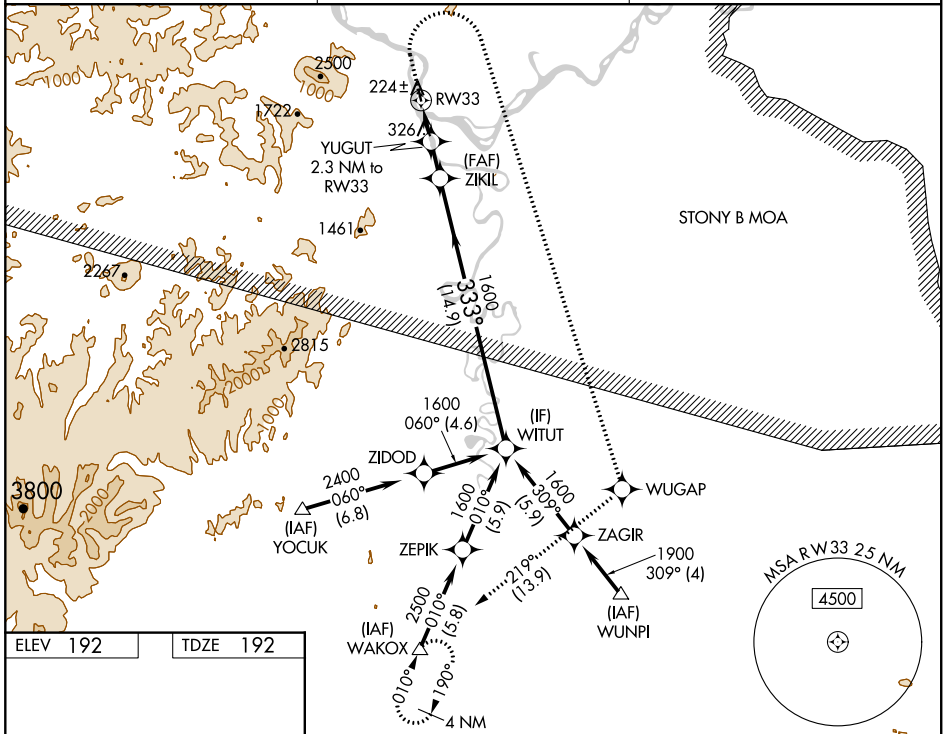 2500
1000
1722
224±
RW33
326
YUGUT
2.3 NM to
RW33
(FAF)
ZIKIL
STONY B MOA
1461
2267
1600
333°
(14.9)
2815
2000
1000
1600
060° (4.6)
(IF)
WITUT
ZIDOD
2400
060°
(6.8)
3800
2000
(IAF)
YOCUK
1600
010°
(5.9)
1600
309°
(5.9)
WUGAP
ZEPIK
ZAGIR
219°
(13.9)
1900
309° (4)
(IAF)
WUNPI
2500
010°
(5.8)
(IAF)
WAKOX
010°
190°
4 NM
MSA RW33 25 NM
4500
ELEV 192
TDZE 192